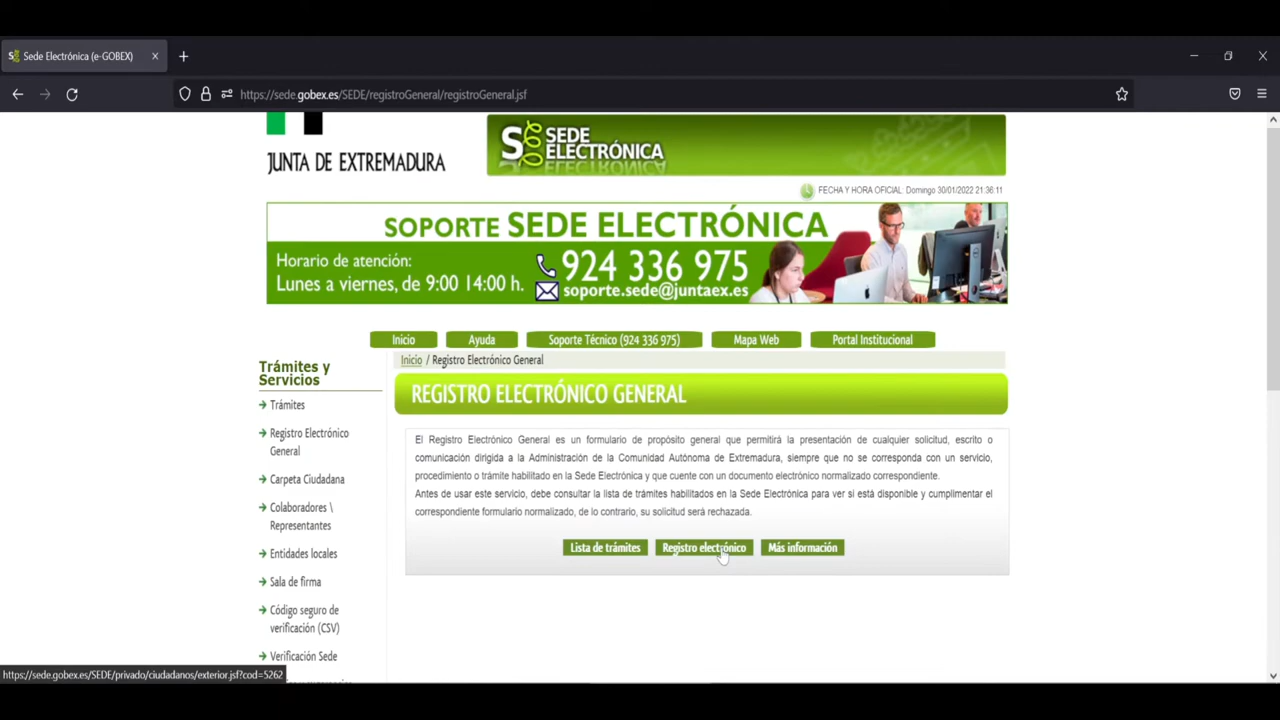 Sede Electrónica (e-GOBEX)
https://sede.gobex.es/SEDE/registroGeneral/registroGeneral.jsf
JUNTA DE EXTREMADURA
SEDE
ELECTRÓNICA
FECHA Y HORA OFICIAL: Domingo 30/01/2022 21:36:11
SOPORTE SEDE ELECTRÓNICA
Horario de atención:
Lunes a viernes, de 9:00 14:00 h.
924 336 975
soporte.sede@juntaex.es
Inicio
Ayuda
Soporte Técnico (924 336 975)
Mapa Web
Portal Institucional
Trámites y
Servicios
Trámites
Registro Electrónico
General
Carpeta Ciudadana
Colaboradores \
Representantes
Entidades locales
Sala de firma
Código seguro de
verificación (CSV)
Verificación Sede
Inicio / Registro Electrónico General
REGISTRO ELECTRÓNICO GENERAL
El Registro Electrónico General es un formulario de propósito general que permitirá la presentación de cualquier solicitud, escrito o
comunicación dirigida a la Administración de la Comunidad Autónoma de Extremadura, siempre que no se corresponda con un servicio,
procedimiento o trámite habilitado en la Sede Electrónica y que cuente con un documento electrónico normalizado correspondiente.
Antes de usar este servicio, debe consultar la lista de trámites habilitados en la Sede Electrónica para ver si está disponible y cumplimentar el
correspondiente formulario normalizado, de lo contrario, su solicitud será rechazada.
Lista de trámites
Registro electrónico
Más información
https://sede.gobex.es/SEDE/privado/ciudadanos/exterior.jsf?cod=5262